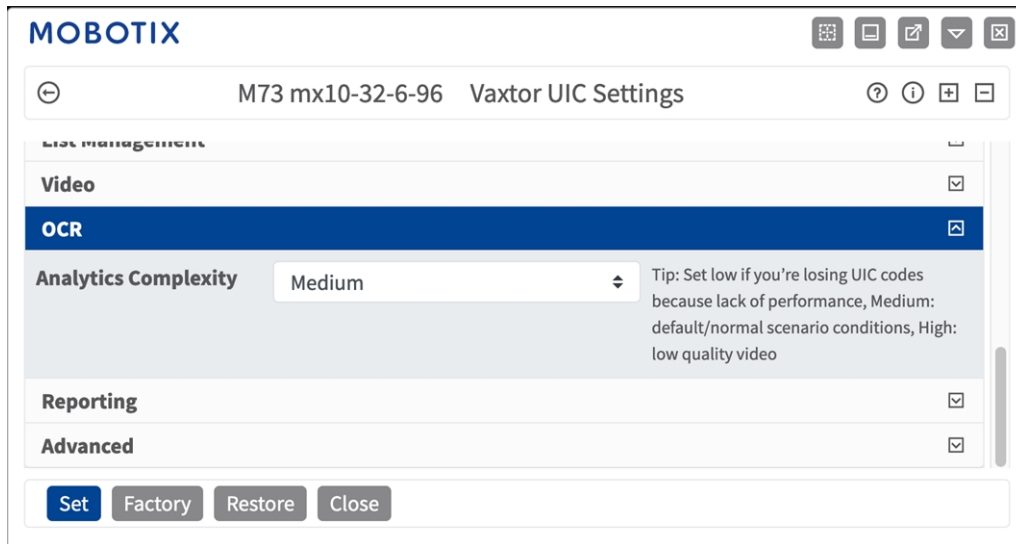 MOBOTIX
M73 mx10-32-6-96 Vaxtor UIC Settings
List Management
Video
OCR
Analytics Complexity
Medium
Tip: Set low if you're losing UIC codes
because lack of performance, Medium:
default/normal scenario conditions, High:
low quality video
Reporting
Advanced
Set Factory Restore Close